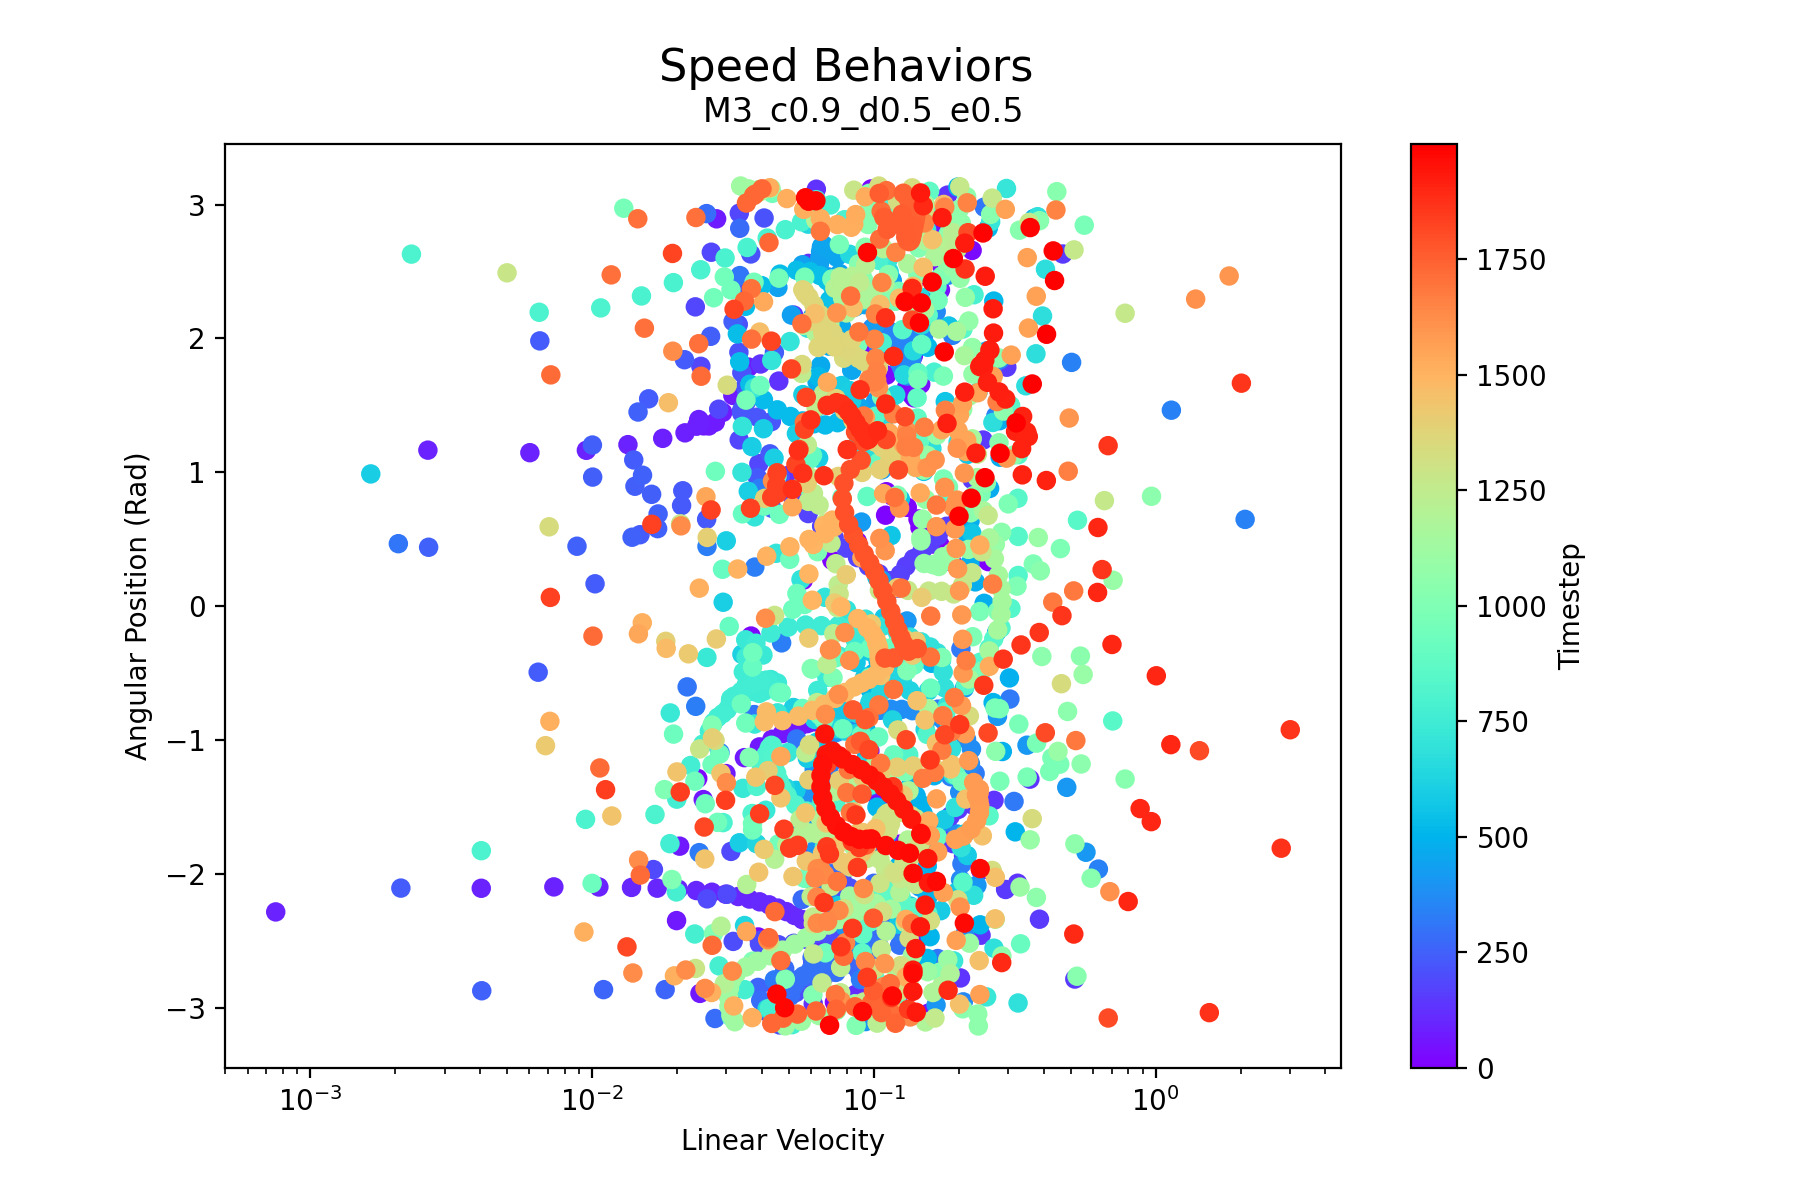 Speed Behaviors
M3_c0.9_d0.5_e0.5
Angular Position (Rad)
3
2
1
0
−1
−2
−3
10⁻³ 10⁻² 10⁻¹ 10⁰
Linear Velocity
1750
1500
1250
1000
750
500
250
0
Timestep